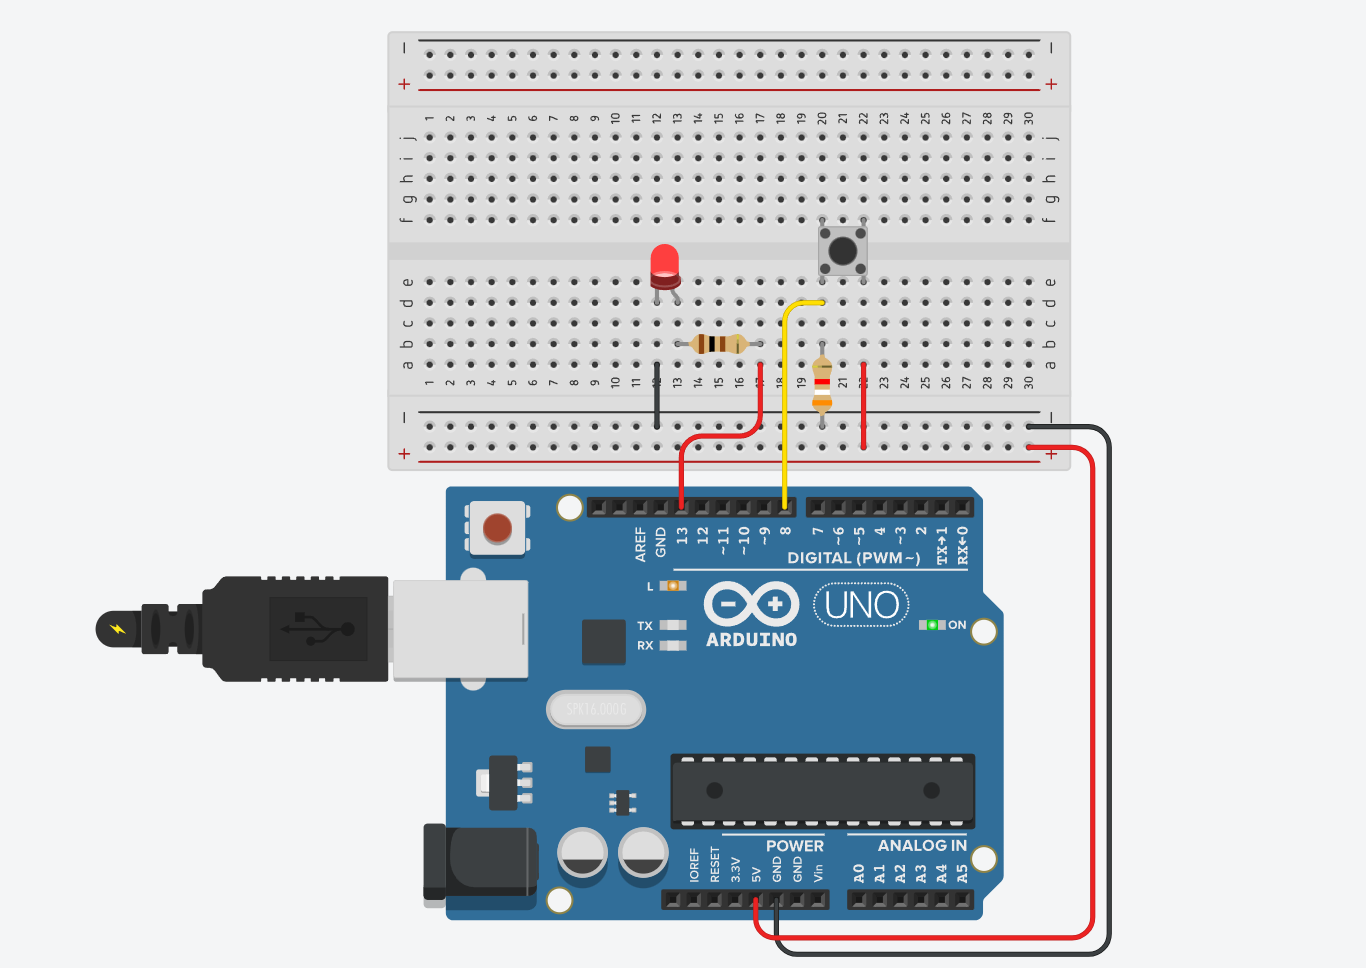 − −
+ +
1 2 3 4 5 6 7 8 9 10 11 12 13 14 15 16 17 18 19 20 21 22 23 24 25 26 27 28 29 30
j j
i i
h h
g g
f f
e e
d d
c c
b b
a a
1 2 3 4 5 6 7 8 9 10 11 12 13 14 15 16 17 18 19 20 21 22 23 24 25 26 27 28 29 30
− −
+ +
AREF GND 13 12 ~11 ~10 ~9 8 7 ~6 ~5 4 ~3 2 TX→1 RX←0
DIGITAL (PWM~)
L
UNO
TX
ARDUINO
RX
ON
SPK16.000G
POWER
ANALOG IN
IOREF RESET 3.3V 5V GND GND Vin A0 A1 A2 A3 A4 A5